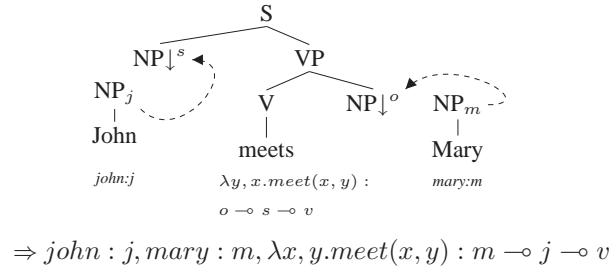 S
NP↓s VP
NPj V NP↓o NPm
John meets Mary
john:j λy, x.meet(x, y) : mary:m
o ⊸ s ⊸ v
⇒ john : j, mary : m, λx, y.meet(x, y) : m ⊸ j ⊸ v